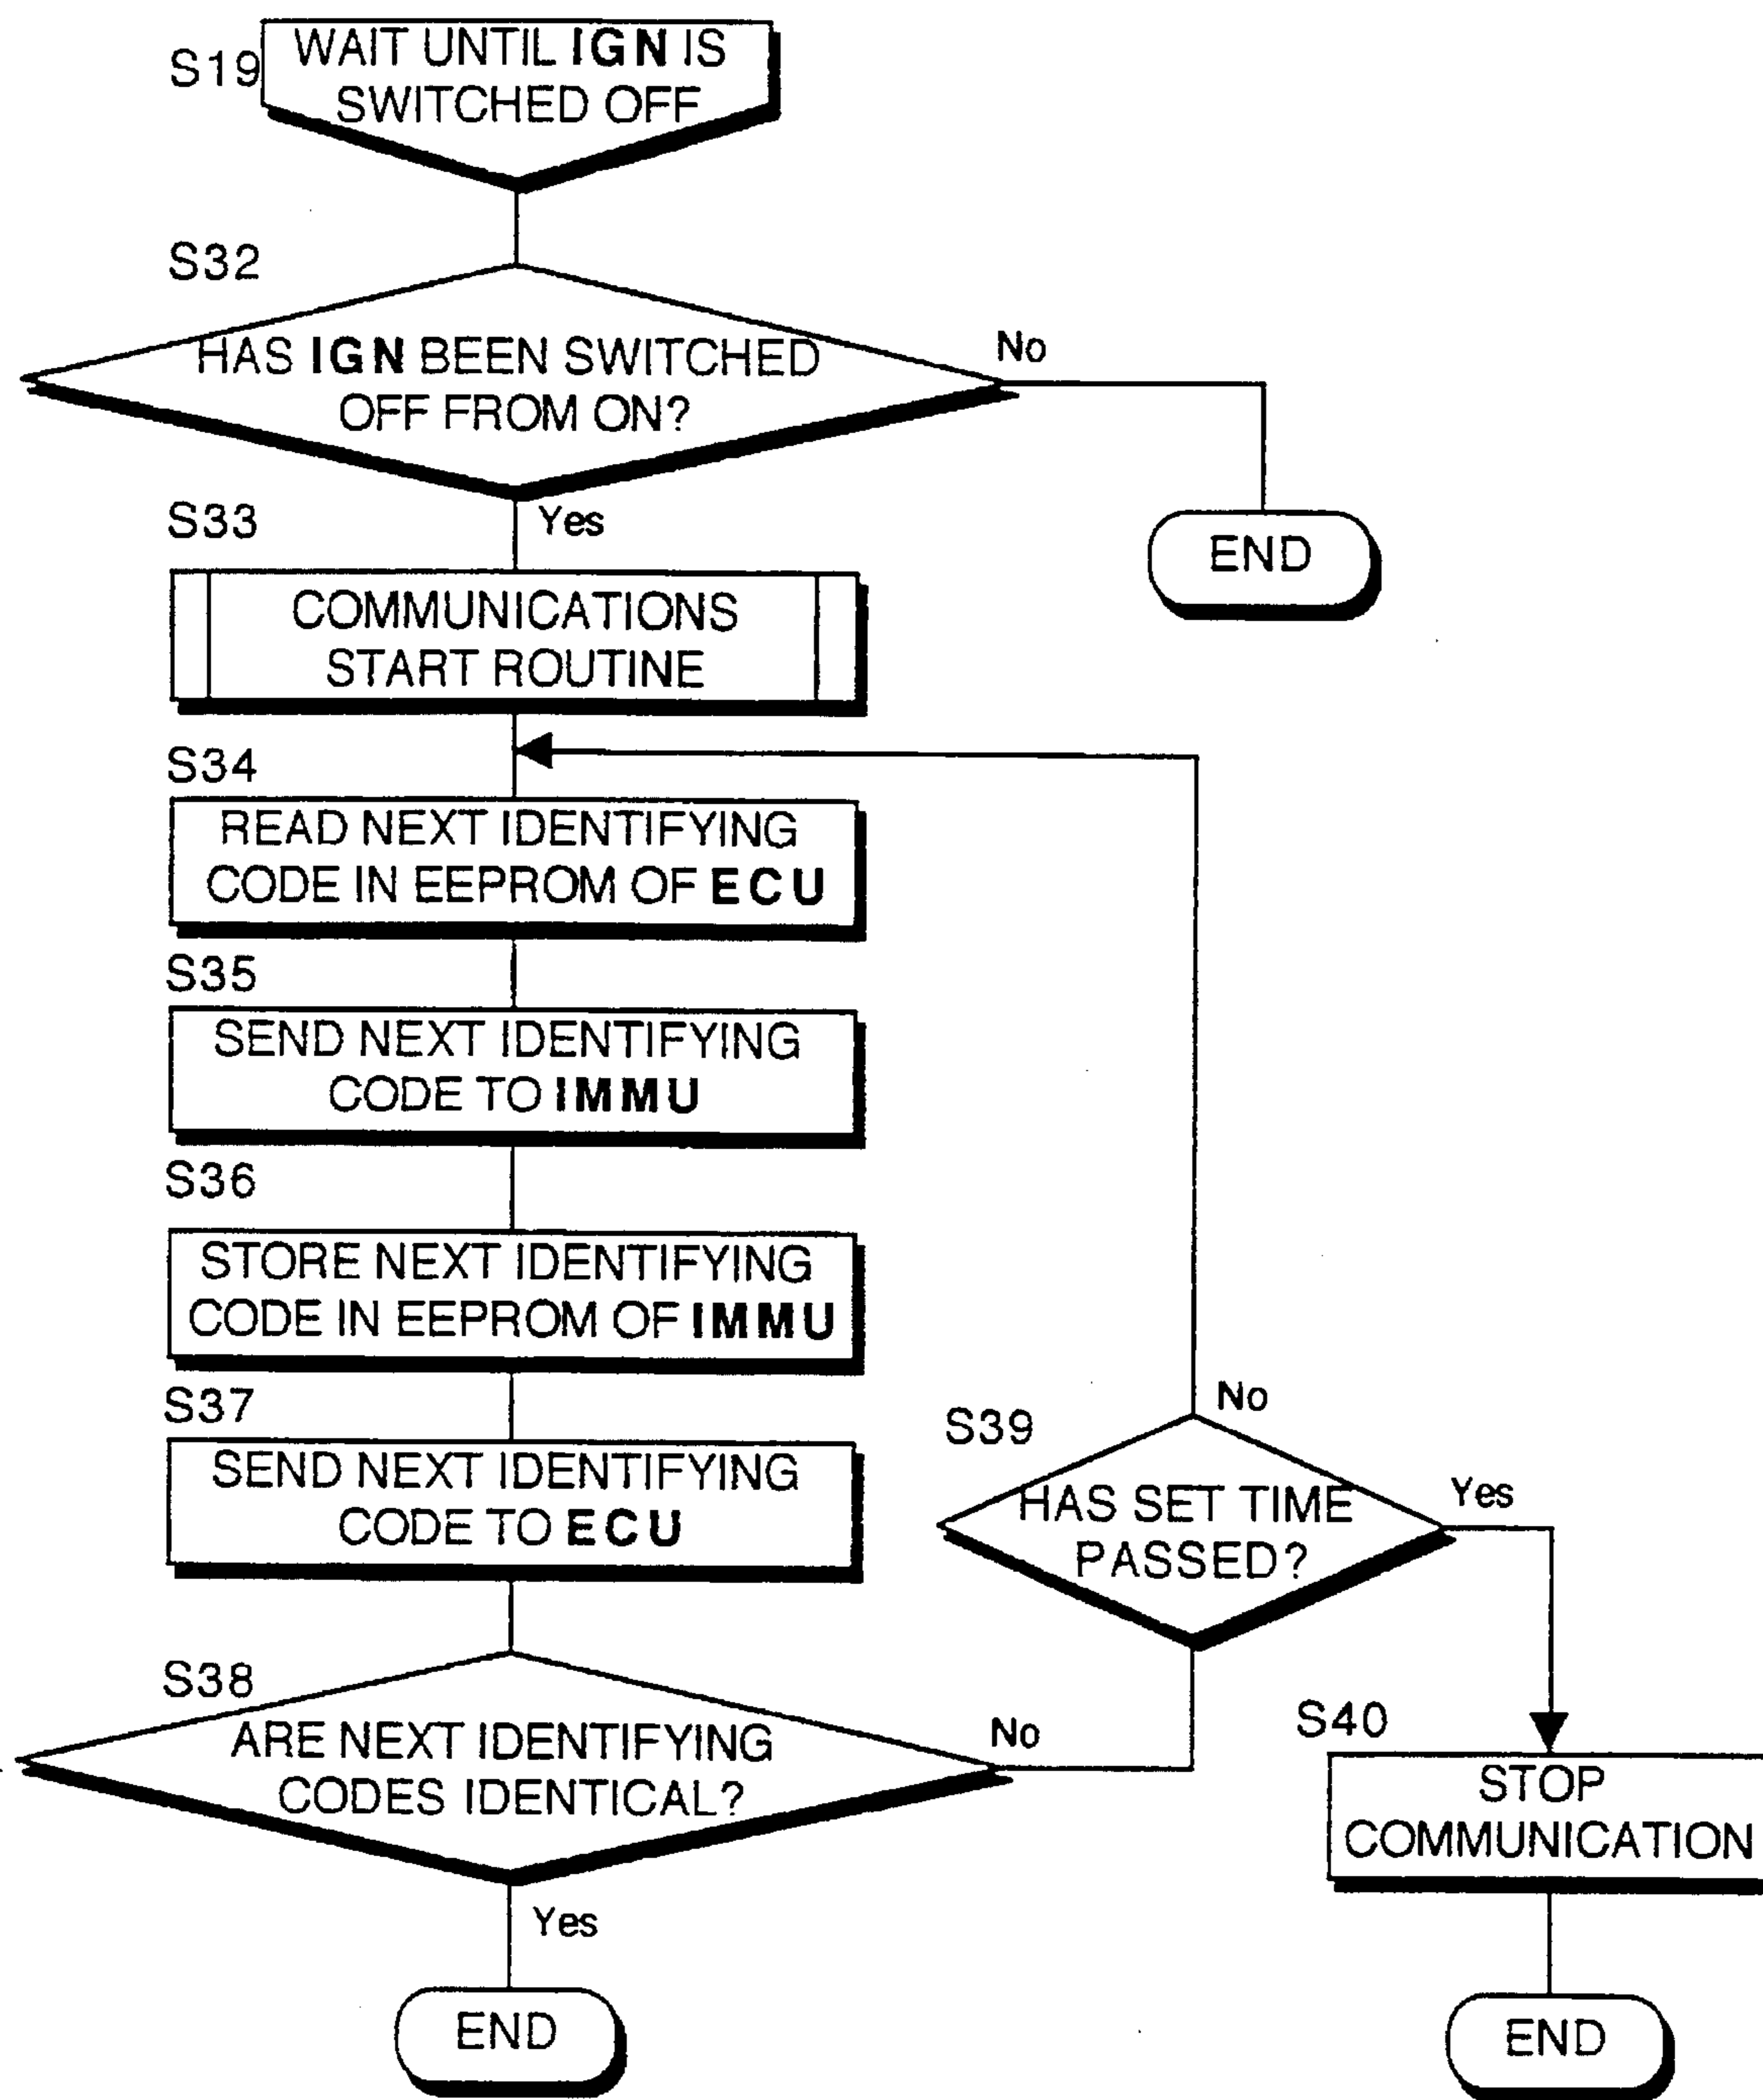 S19
WAIT UNTIL IGN IS
SWITCHED OFF
S32
HAS IGN BEEN SWITCHED
OFF FROM ON?
No
END
Yes
S33
COMMUNICATIONS
START ROUTINE
S34
READ NEXT IDENTIFYING
CODE IN EEPROM OF ECU
S35
SEND NEXT IDENTIFYING
CODE TO IMMU
S36
STORE NEXT IDENTIFYING
CODE IN EEPROM OF IMMU
S37
SEND NEXT IDENTIFYING
CODE TO ECU
S38
ARE NEXT IDENTIFYING
CODES IDENTICAL?
No
Yes
END
S39
HAS SET TIME
PASSED?
No
Yes
S40
STOP
COMMUNICATION
END